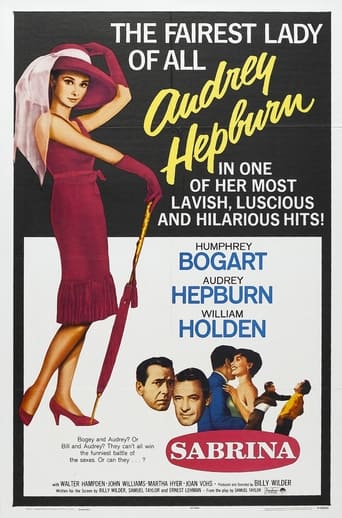 THE FAIREST LADY
OF ALL
Audrey
Hepburn
IN ONE
OF HER MOST
LAVISH, LUSCIOUS
AND HILARIOUS HITS!
HUMPHREY
BOGART
AUDREY
HEPBURN
WILLIAM
HOLDEN
Bogey and Audrey? Or
Bill and Audrey? They can't all win
the funniest battle of
the sexes. Or can they . . . ?
SABRINA
WITH WALTER HAMPDEN • JOHN WILLIAMS • MARTHA HYER • JOAN VOHS • Produced and Directed by BILLY WILDER
Written for the Screen by BILLY WILDER, SAMUEL TAYLOR and ERNEST LEHMAN • From the play by SAMUEL TAYLOR